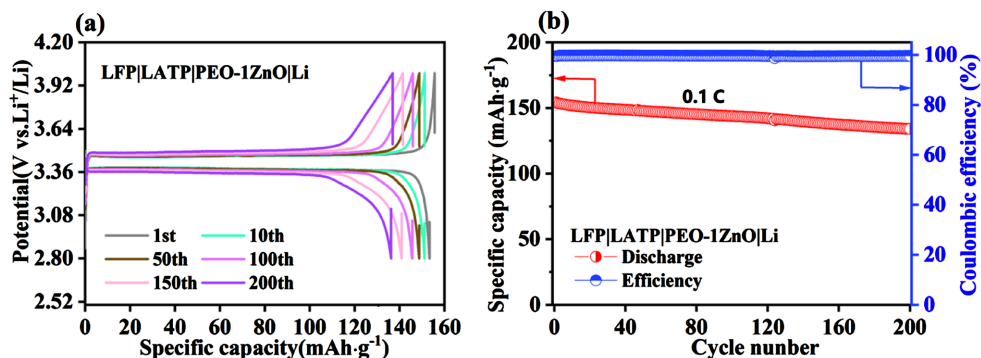 (a)
4.20
3.92
3.64
3.36
3.08
2.80
2.52
Potential(V vs.Li⁺/Li)
LFP|LATP|PEO-1ZnO|Li
1st 10th
50th 100th
150th 200th
0 20 40 60 80 100 120 140 160
Specific capacity(mAh·g⁻¹)
(b)
200
150
100
50
0
Specific capacity (mAh·g⁻¹)
0.1 C
LFP|LATP|PEO-1ZnO|Li
Discharge
Efficiency
0 40 80 120 160 200
Cycle nunber
100
80
60
40
20
0
Coulombic efficiency (%)